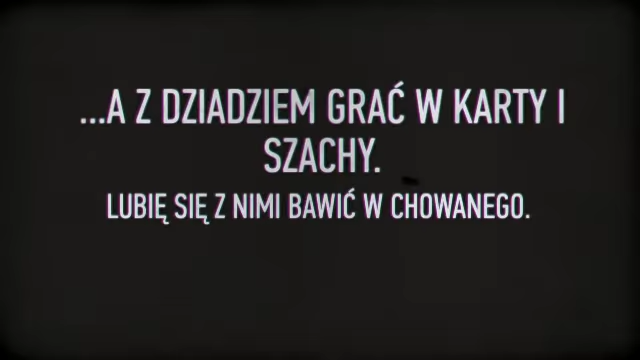 ...A Z DZIADZIEM GRAĆ W KARTY I
SZACHY.
LUBIĘ SIĘ Z NIMI BAWIĆ W CHOWANEGO.